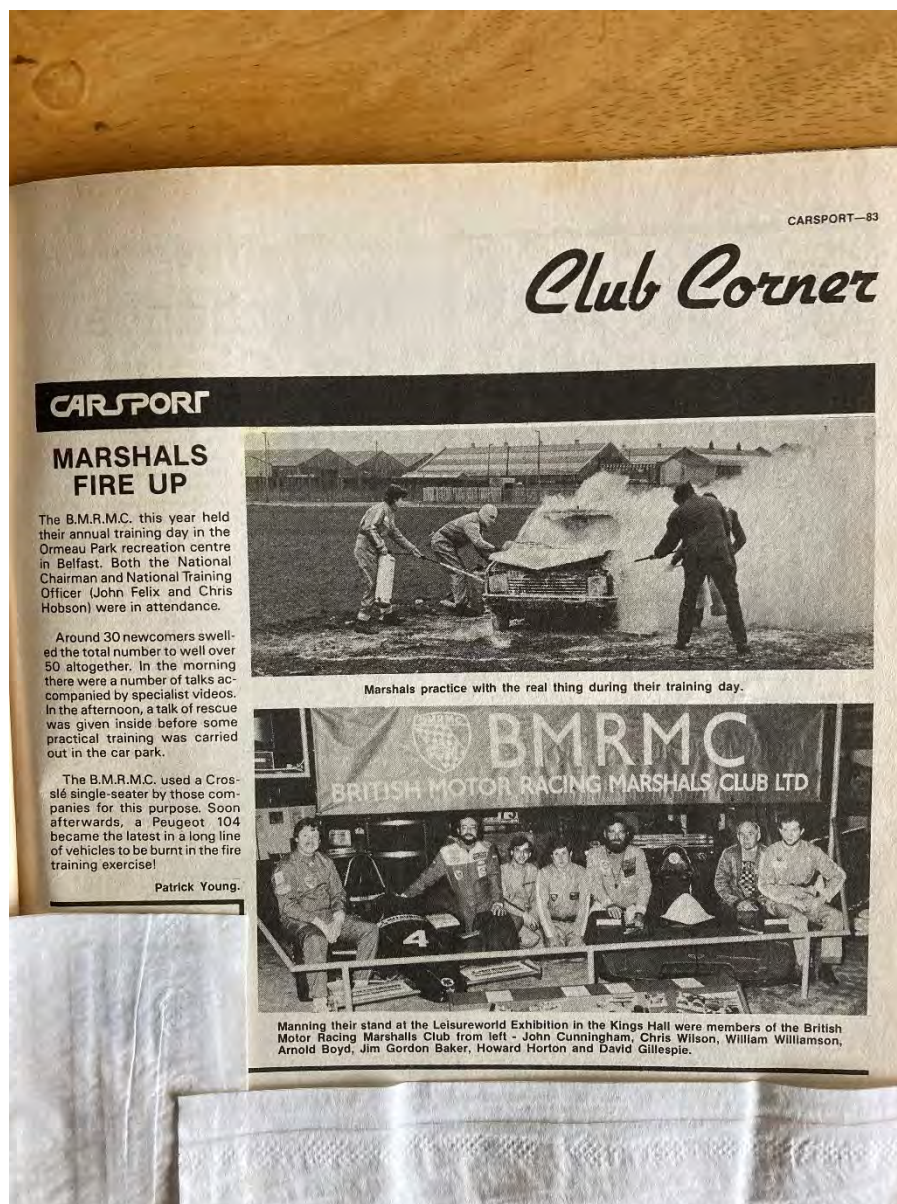 CARSPORT—83
Club Corner
CARSPORT
MARSHALS
FIRE UP
The B.M.R.M.C. this year held
their annual training day in the
Ormeau Park recreation centre
in Belfast. Both the National
Chairman and National Training
Officer (John Felix and Chris
Hobson) were in attendance.
Around 30 newcomers swell-
ed the total number to well over
50 altogether. In the morning
there were a number of talks ac-
companied by specialist videos.
In the afternoon, a talk of rescue
was given inside before some
practical training was carried
out in the car park.
The B.M.R.M.C. used a Cros-
slé single-seater by those com-
panies for this purpose. Soon
afterwards, a Peugeot 104
became the latest in a long line
of vehicles to be burnt in the fire
training exercise!
Patrick Young.
Marshals practice with the real thing during their training day.
BMRMC
BMRMC
BRITISH MOTOR RACING MARSHALS CLUB LTD
4
Manning their stand at the Leisureworld Exhibition in the Kings Hall were members of the British
Motor Racing Marshalls Club from left - John Cunningham, Chris Wilson, William Williamson,
Arnold Boyd, Jim Gordon Baker, Howard Horton and David Gillespie.